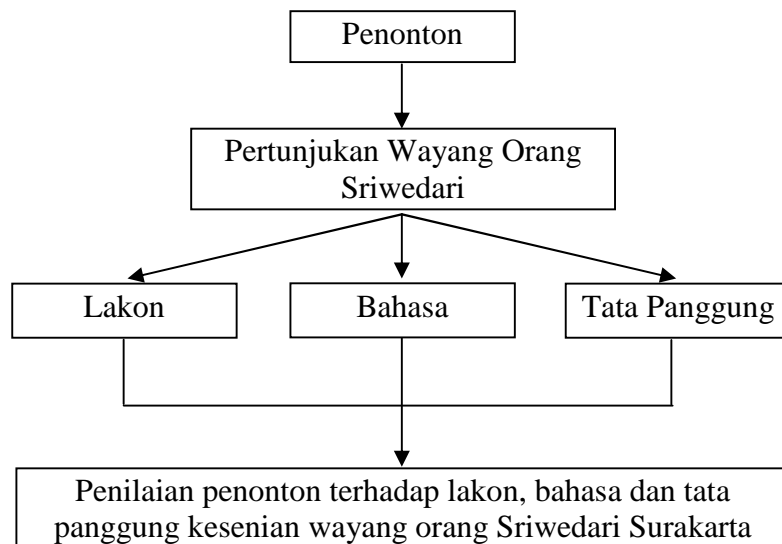 Penonton
Pertunjukan Wayang Orang
Sriwedari
Lakon
Bahasa
Tata Panggung
Penilaian penonton terhadap lakon, bahasa dan tata
panggung kesenian wayang orang Sriwedari Surakarta